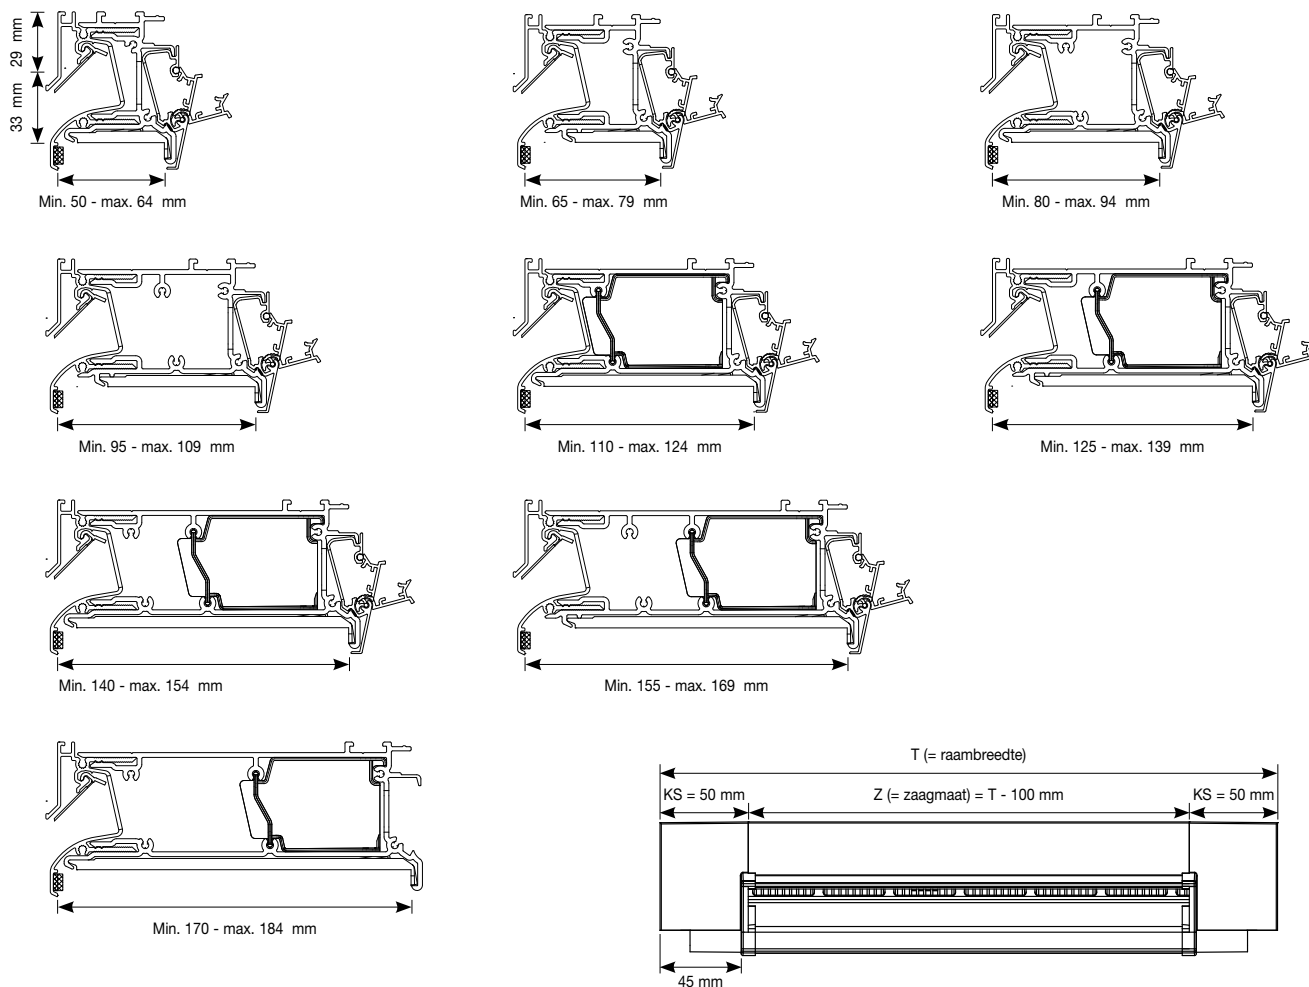 29 mm
33 mm
Min. 50 - max. 64 mm
Min. 65 - max. 79 mm
Min. 80 - max. 94 mm
Min. 95 - max. 109 mm
Min. 110 - max. 124 mm
Min. 125 - max. 139 mm
Min. 140 - max. 154 mm
Min. 155 - max. 169 mm
Min. 170 - max. 184 mm
T (= raambreedte)
KS = 50 mm
Z (= zaagmaat) = T - 100 mm
KS = 50 mm
45 mm